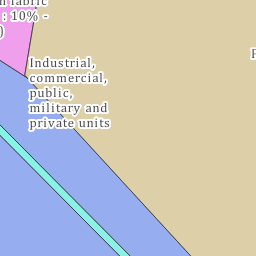 fabric
: 10% -
)
Industrial,
commercial,
public,
military and
private units